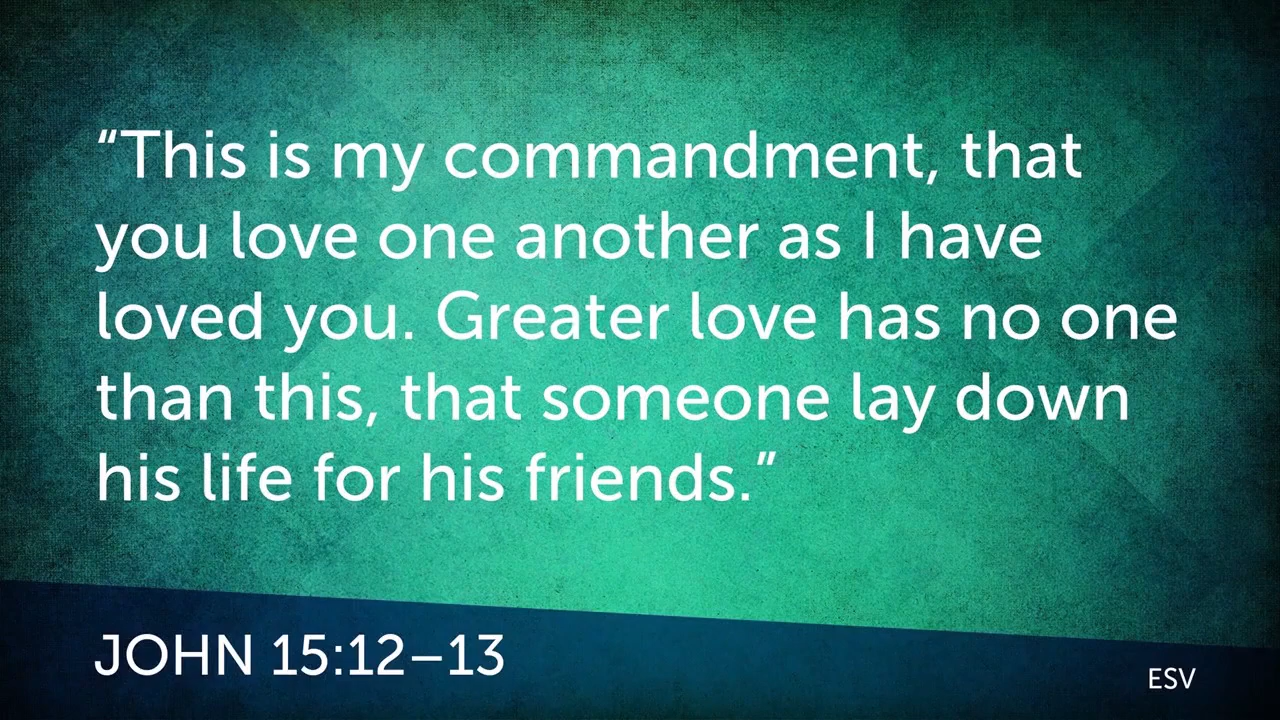 “This is my commandment, that
you love one another as I have
loved you. Greater love has no one
than this, that someone lay down
his life for his friends.”
JOHN 15:12–13
ESV